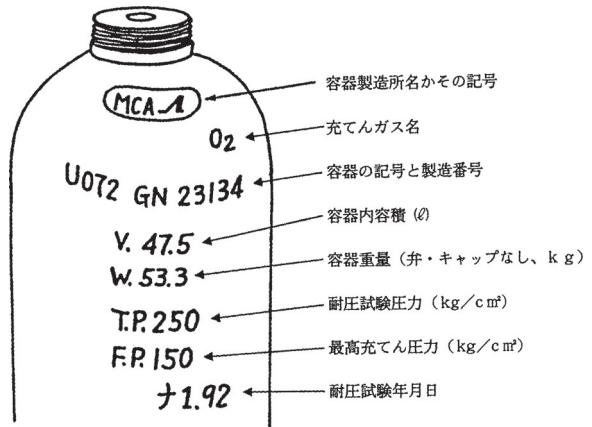 MCA
容器製造所名かその記号
O2
充てんガス名
U072 GN 23134
容器の記号と製造番号
V. 47.5
容器内容積(ℓ)
W. 53.3
容器重量(弁・キャップなし、kg)
T.P. 250
耐圧試験圧力(kg/c㎡)
F.P. 150
最高充てん圧力(kg/c㎡)
ナ 1.92
耐圧試験年月日